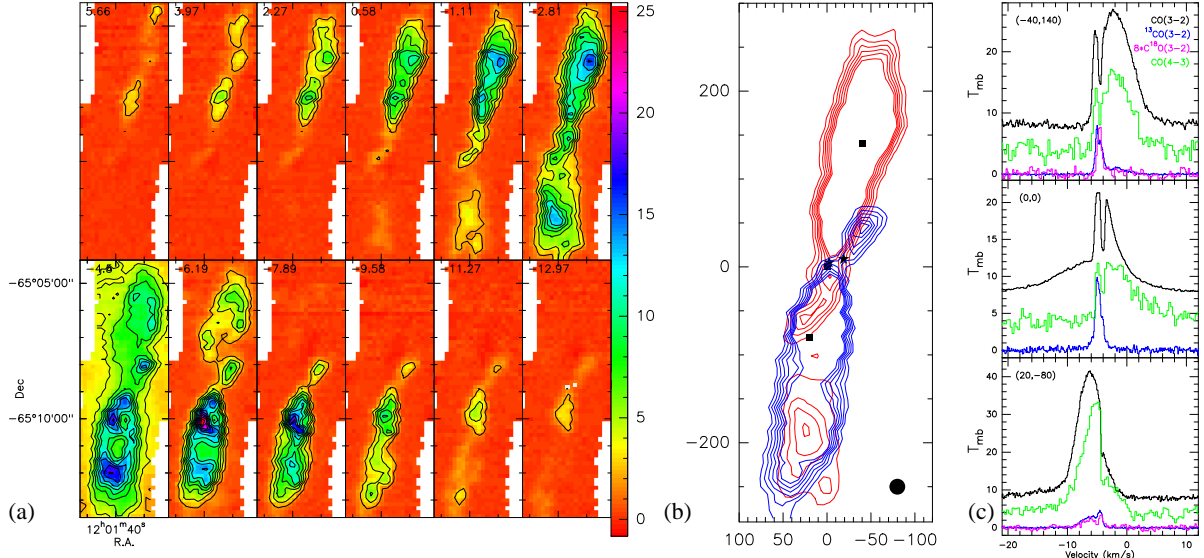 5.66 3.97 2.27 0.58 -1.11 -2.81
-4.5 -6.19 -7.89 -9.58 -11.27 -12.97
-65°05'00"
-65°10'00"
Dec
12ʰ01ᵐ40ˢ
R.A.
(a)
25
20
15
10
5
0
200
0
-200
100 50 0 -50 -100
(b)
(-40,140)
CO(3-2)
¹³CO(3-2)
8*C¹⁸O(3-2)
CO(4-3)
Tmb
20
10
0
(0,0)
Tmb
20
15
10
5
0
(20,-80)
Tmb
40
30
20
10
0
-20 -10 0 10
Velocity (km/s)
(c)